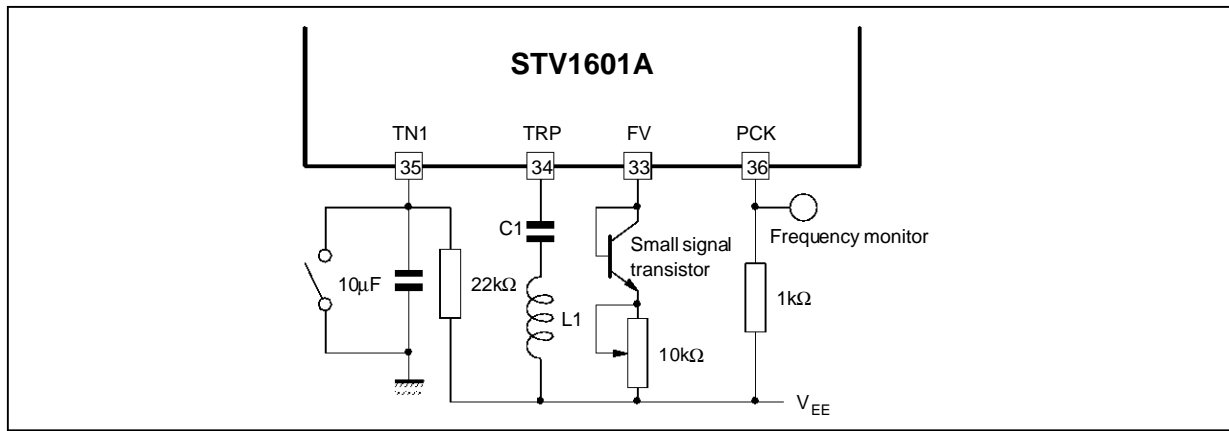 STV1601A
TN1 TRP FV PCK
35 34 33 36
C1
Small signal
transistor
Frequency monitor
10μF
22kΩ
L1
10kΩ
1kΩ
VEE